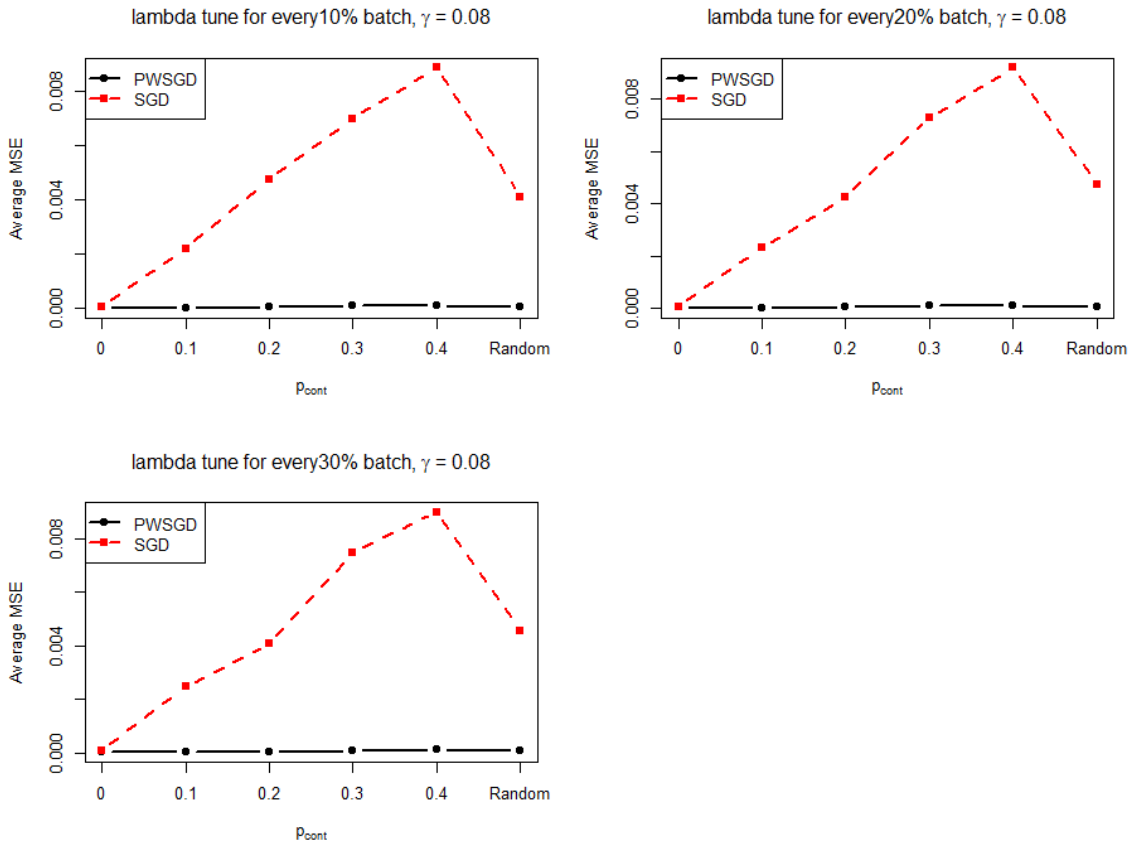 lambda tune for every10% batch, γ = 0.08
PWSGD
SGD
Average MSE
0.008
0.004
0.000
0 0.1 0.2 0.3 0.4 Random
pcont
lambda tune for every20% batch, γ = 0.08
PWSGD
SGD
Average MSE
0.008
0.004
0.000
0 0.1 0.2 0.3 0.4 Random
pcont
lambda tune for every30% batch, γ = 0.08
PWSGD
SGD
Average MSE
0.008
0.004
0.000
0 0.1 0.2 0.3 0.4 Random
pcont